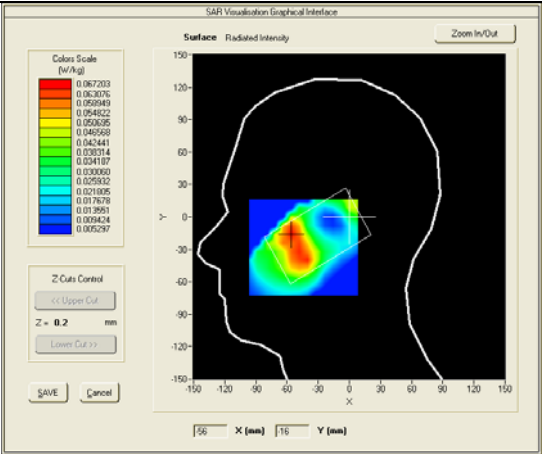 SAR Visualisation Graphical Interface
Surface Radiated Intensity
Zoom In/Out
Colors Scale
(W/kg)
0.067203
0.063076
0.058949
0.054822
0.050695
0.046568
0.042441
0.038314
0.034187
0.030060
0.025932
0.021805
0.017678
0.013551
0.009424
0.005297
Z-Cuts Control
<< Upper Cut
Z = 0.2 mm
Lower Cut >>
SAVE Cancel
150-
120-
90-
60-
30-
0-
-30-
-60-
-90-
-120-
-150-
Y
-150 -120 -90 -60 -30 0 30 60 90 120 150
X
-56 X (mm) -16 Y (mm)